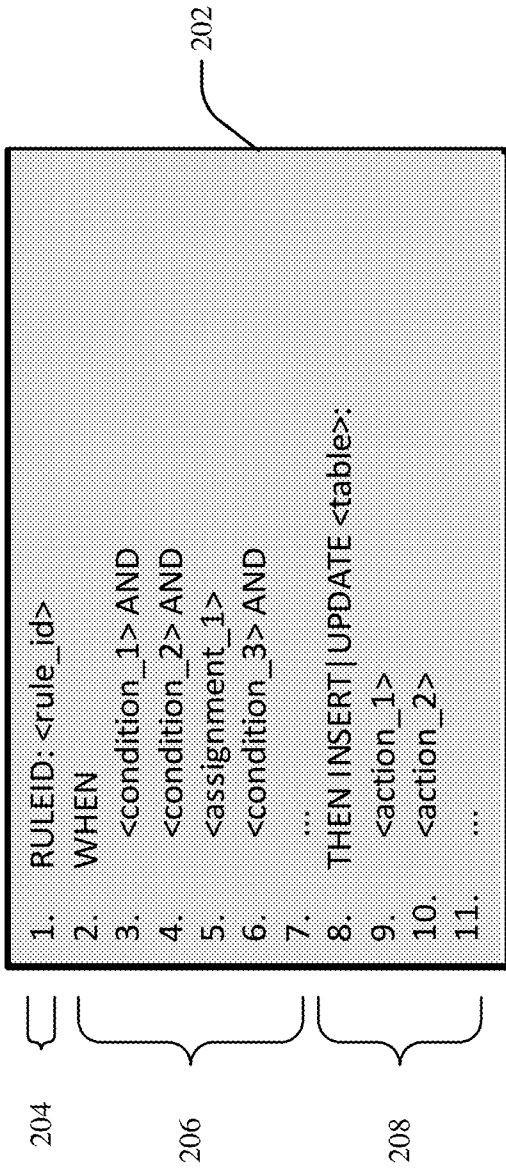 202
204
1. RULEID: <rule_id>
206
2. WHEN
3. <condition_1> AND
4. <condition_2> AND
5. <assignment_1>
6. <condition_3> AND
7. ...
208
8. THEN INSERT|UPDATE <table>:
9. <action_1>
10. <action_2>
11. ...